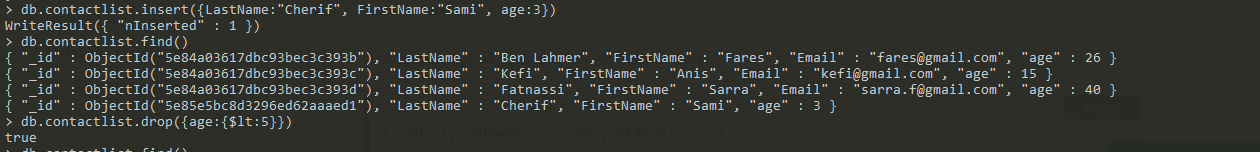 > db.contactlist.insert({LastName:"Cherif", FirstName:"Sami", age:3})
WriteResult({ "nInserted" : 1 })
> db.contactlist.find()
{ "_id" : ObjectId("5e84a03617dbc93bec3c393b"), "LastName" : "Ben Lahmer", "FirstName" : "Fares", "Email" : "fares@gmail.com", "age" : 26 }
{ "_id" : ObjectId("5e84a03617dbc93bec3c393c"), "LastName" : "Kefi", "FirstName" : "Anis", "Email" : "kefi@gmail.com", "age" : 15 }
{ "_id" : ObjectId("5e84a03617dbc93bec3c393d"), "LastName" : "Fatnassi", "FirstName" : "Sarra", "Email" : "sarra.f@gmail.com", "age" : 40 }
{ "_id" : ObjectId("5e85e5bc8d3296ed62aaaed1"), "LastName" : "Cherif", "FirstName" : "Sami", "age" : 3 }
> db.contactlist.drop({age:{$lt:5}})
true
> db.contactlist.find()